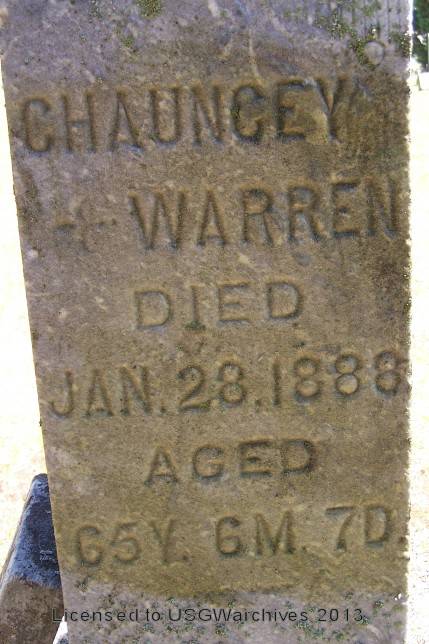 CHAUNCEY
WARREN
DIED
JAN. 28. 1888
AGED
65Y. 6M. 7D.
Licensed to USGWarchives 2013